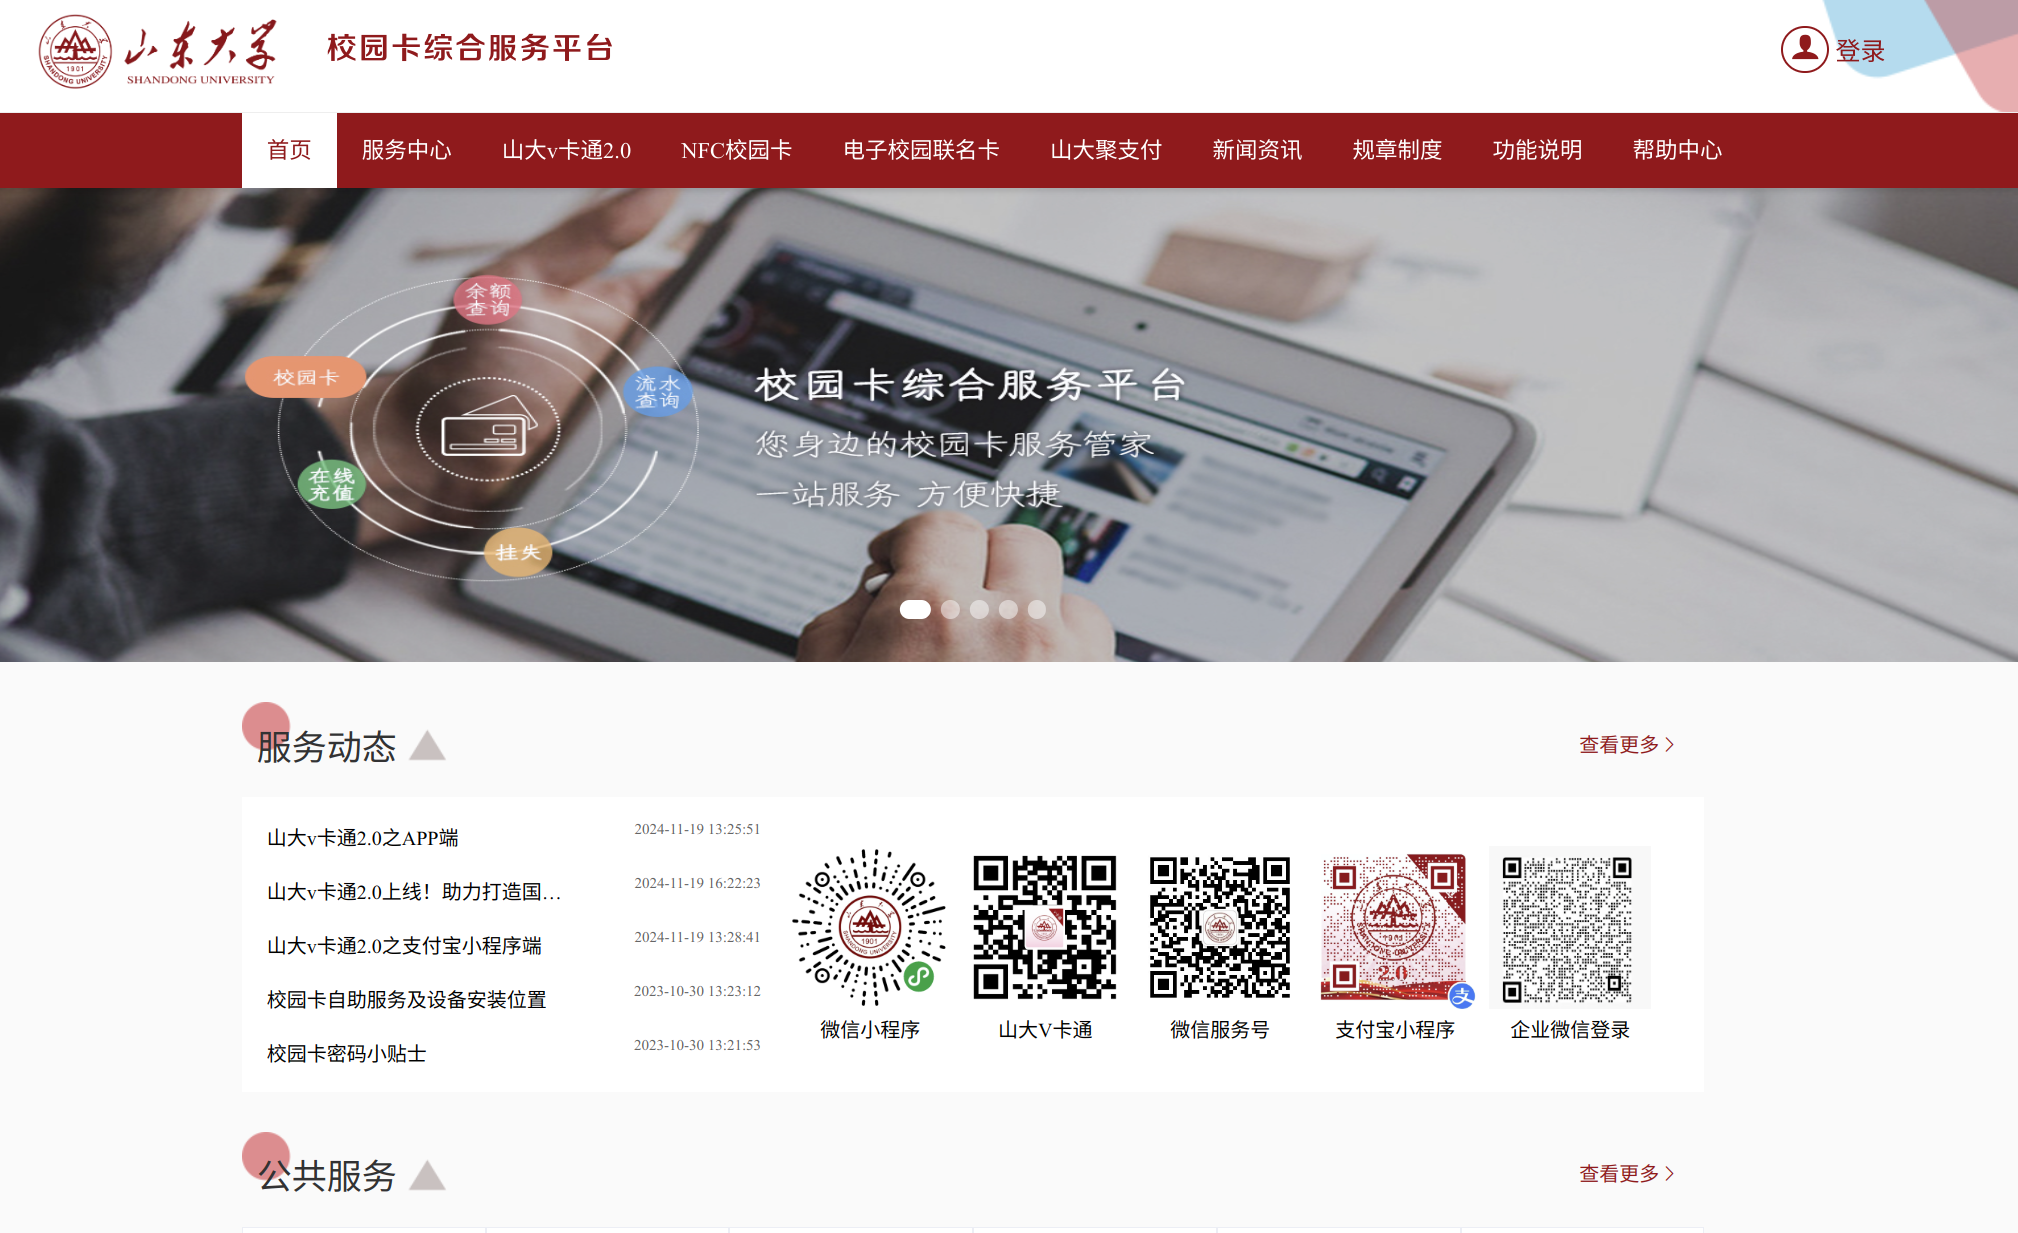 山东大学
SHANDONG UNIVERSITY
1901
校园卡综合服务平台
登录
首页
服务中心
山大v卡通2.0
NFC校园卡
电子校园联名卡
山大聚支付
新闻资讯
规章制度
功能说明
帮助中心
余额
查询
校园卡
流水
查询
在线
充值
挂失
校园卡综合服务平台
您身边的校园卡服务管家
一站服务 方便快捷
服务动态
查看更多
山大v卡通2.0之APP端
2024-11-19 13:25:51
山大v卡通2.0上线！助力打造国...
2024-11-19 16:22:23
山大v卡通2.0之支付宝小程序端
2024-11-19 13:28:41
校园卡自助服务及设备安装位置
2023-10-30 13:23:12
校园卡密码小贴士
2023-10-30 13:21:53
1901
2.0
支
微信小程序
山大V卡通
微信服务号
支付宝小程序
企业微信登录
公共服务
查看更多